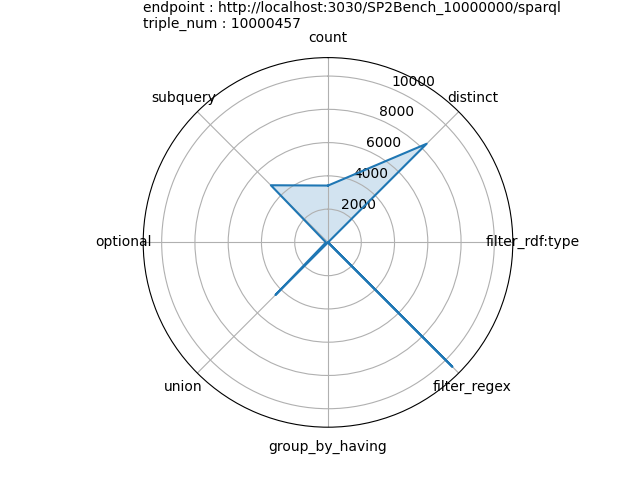 endpoint : http://localhost:3030/SP2Bench_10000000/sparql
triple_num : 10000457
count
10000
subquery
distinct
8000
6000
4000
2000
optional
filter_rdf:type
union
filter_regex
group_by_having